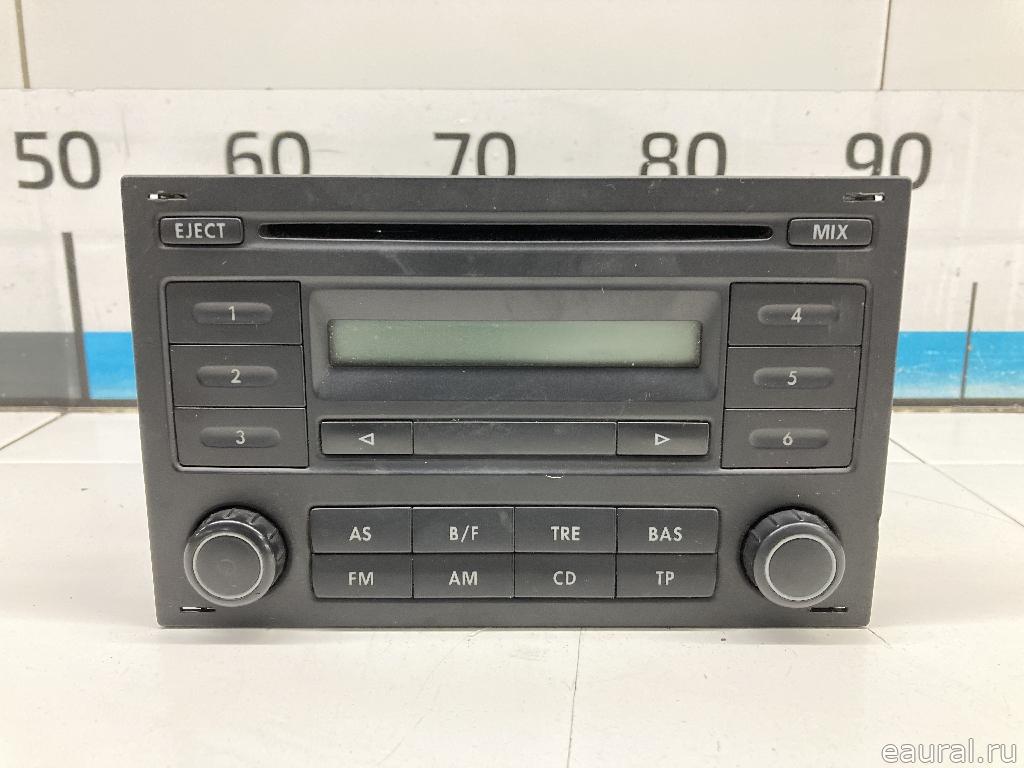 50 60 70 80 90
EJECT MIX
1 4
2 5
3 6
AS B/F TRE BAS
FM AM CD TP
eaural.ru